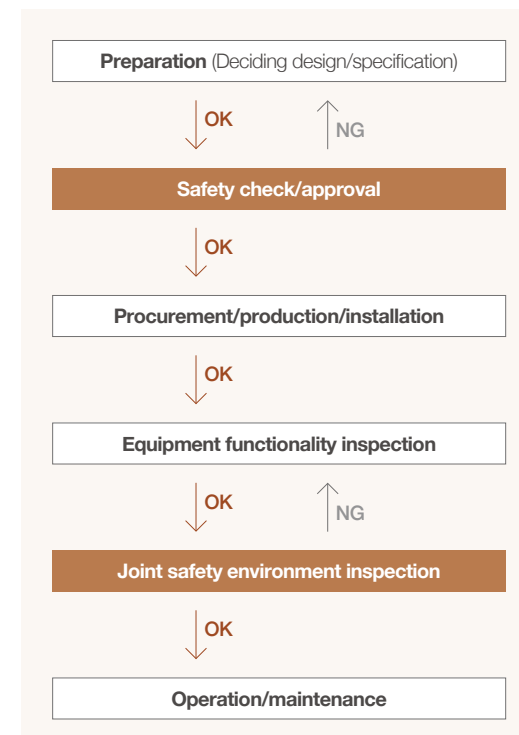 Preparation (Deciding design/specification)
OK
NG
Safety check/approval
OK
Procurement/production/installation
OK
Equipment functionality inspection
OK
NG
Joint safety environment inspection
OK
Operation/maintenance